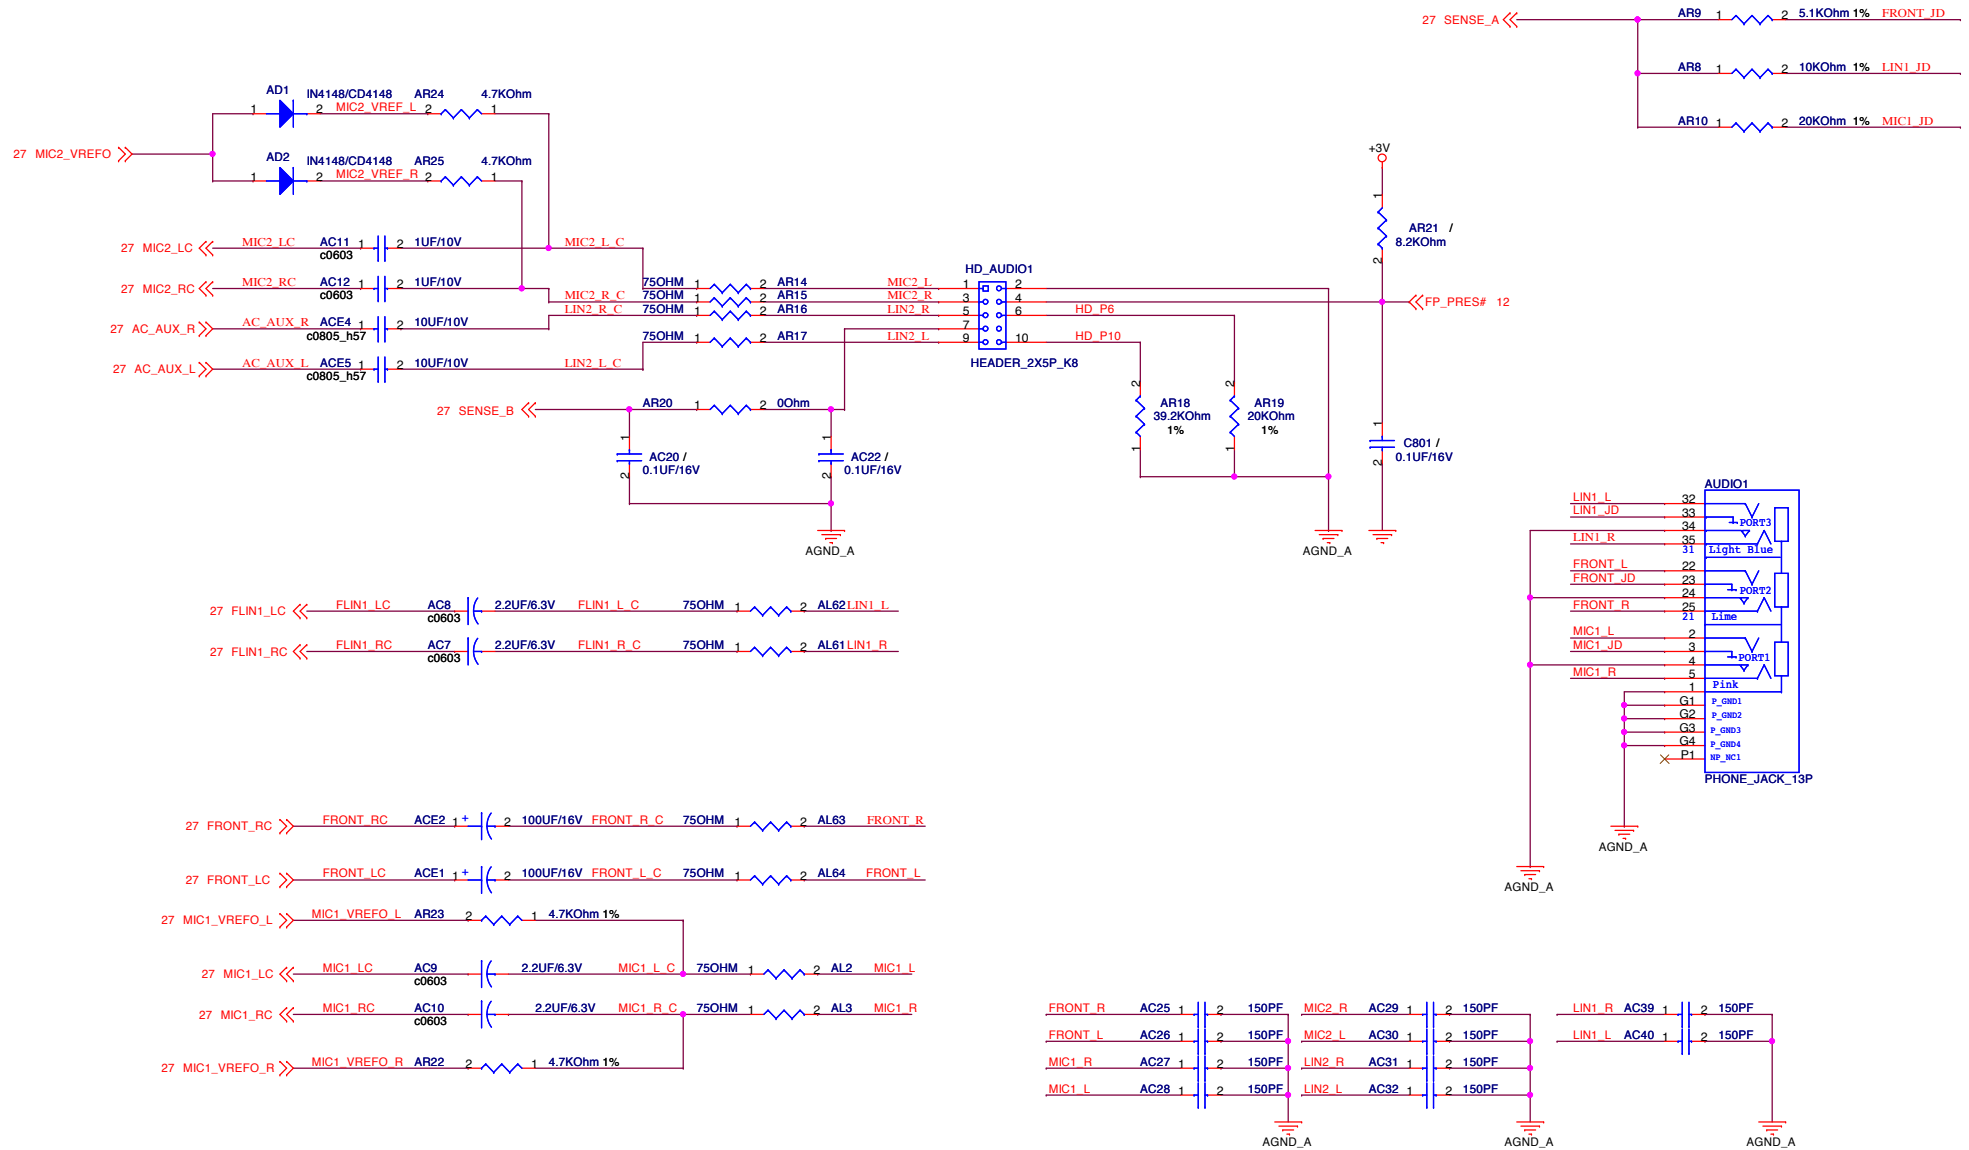 27 SENSE_A AR9 1 2 5.1KOhm 1% FRONT_JD
AR8 1 2 10KOhm 1% LIN1_JD
AR10 1 2 20KOhm 1% MIC1_JD
AD1 IN4148/CD4148 AR24 4.7KOhm
1 2 MIC2_VREF_L 2 1
27 MIC2_VREFO
AD2 IN4148/CD4148 AR25 4.7KOhm
1 2 MIC2_VREF_R 2 1
27 MIC2_LC MIC2_LC AC11 1 2 1UF/10V MIC2_L_C
c0603
27 MIC2_RC MIC2_RC AC12 1 2 1UF/10V
c0603
27 AC_AUX_R AC_AUX_R ACE4 1 2 10UF/10V
c0805_h57
27 AC_AUX_L AC_AUX_L ACE5 1 2 10UF/10V LIN2_L_C
c0805_h57
75OHM 1 2 AR14 MIC2_L
MIC2_R_C 75OHM 1 2 AR15 MIC2_R
LIN2_R_C 75OHM 1 2 AR16 LIN2_R
75OHM 1 2 AR17 LIN2_L
HD_AUDIO1
1 2
3 4
5 6 HD_P6
7
9 10 HD_P10
HEADER_2X5P_K8
+3V
1
AR21 /
8.2KOhm
2
FP_PRES# 12
27 SENSE_B AR20 1 2 0Ohm
1 AC20 /
0.1UF/16V
2
1 AC22 /
0.1UF/16V
2
AGND_A
2 AR18
39.2KOhm
1%
1
2 AR19
20KOhm
1%
1
1 C801 /
0.1UF/16V
2
AGND_A
AUDIO1
LIN1_L 32
LIN1_JD 33
34 PORT3
LIN1_R 35
31 Light Blue
FRONT_L 22
FRONT_JD 23
24 PORT2
FRONT_R 25
21 Lime
MIC1_L 2
MIC1_JD 3
4 PORT1
MIC1_R 5
1 Pink
G1 P_GND1
G2 P_GND2
G3 P_GND3
G4 P_GND4
P1 NP_NC1
PHONE_JACK_13P
AGND_A
AGND_A
27 FLIN1_LC FLIN1_LC AC8 2.2UF/6.3V FLIN1_L_C 75OHM 1 2 AL62 LIN1_L
c0603
27 FLIN1_RC FLIN1_RC AC7 2.2UF/6.3V FLIN1_R_C 75OHM 1 2 AL61 LIN1_R
c0603
27 FRONT_RC FRONT_RC ACE2 1 + 2 100UF/16V FRONT_R_C 75OHM 1 2 AL63 FRONT_R
27 FRONT_LC FRONT_LC ACE1 1 + 2 100UF/16V FRONT_L_C 75OHM 1 2 AL64 FRONT_L
27 MIC1_VREFO_L MIC1_VREFO_L AR23 2 1 4.7KOhm 1%
27 MIC1_LC MIC1_LC AC9 2.2UF/6.3V MIC1_L_C 75OHM 1 2 AL2 MIC1_L
c0603
27 MIC1_RC MIC1_RC AC10 2.2UF/6.3V MIC1_R_C 75OHM 1 2 AL3 MIC1_R
c0603
27 MIC1_VREFO_R MIC1_VREFO_R AR22 2 1 4.7KOhm 1%
FRONT_R AC25 1 2 150PF MIC2_R AC29 1 2 150PF LIN1_R AC39 1 2 150PF
FRONT_L AC26 1 2 150PF MIC2_L AC30 1 2 150PF LIN1_L AC40 1 2 150PF
MIC1_R AC27 1 2 150PF LIN2_R AC31 1 2 150PF
MIC1_L AC28 1 2 150PF LIN2_L AC32 1 2 150PF
AGND_A AGND_A AGND_A